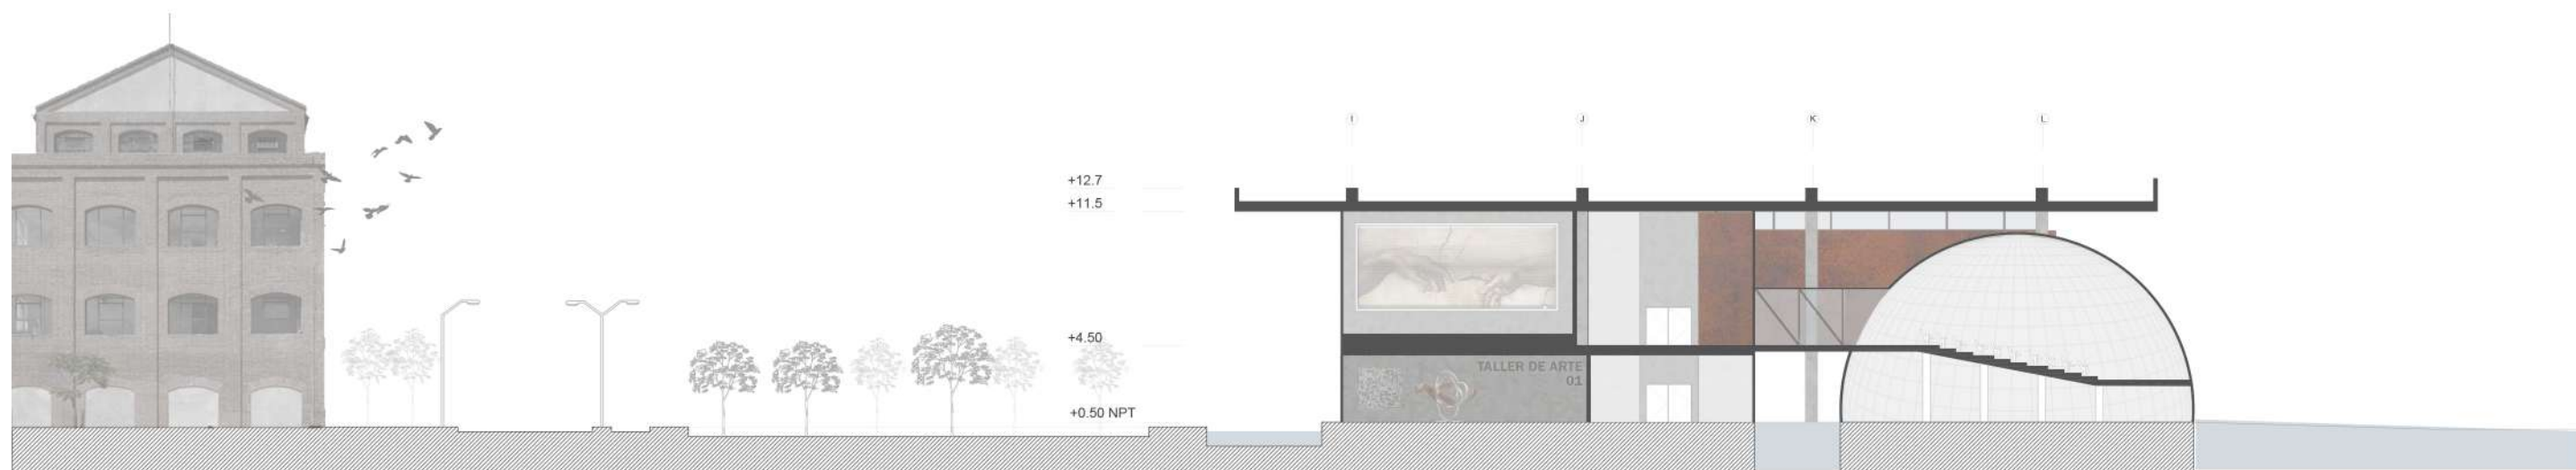 I
J
K
L
+12.7
+11.5
+4.50
TALLER DE ARTE
01
+0.50 NPT